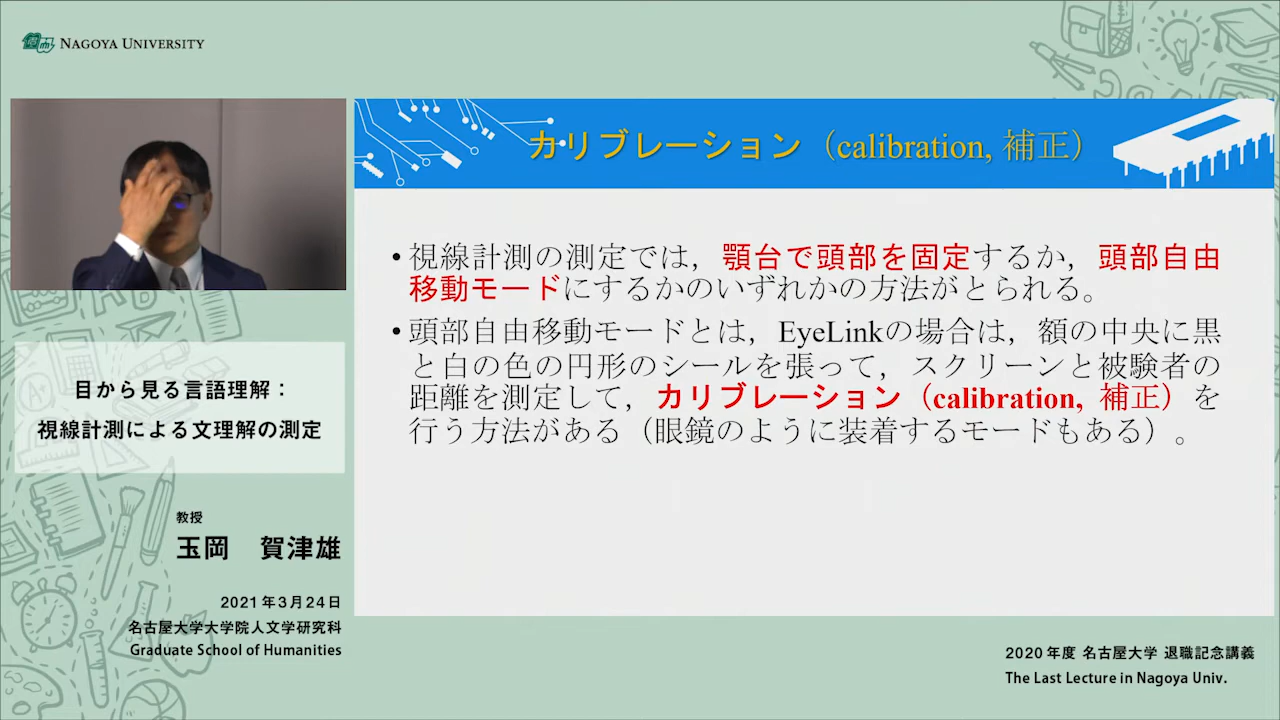 NAGOYA UNIVERSITY
カリブレーション（calibration, 補正）
•視線計測の測定では，顎台で頭部を固定するか，頭部自由
移動モードにするかのいずれかの方法がとられる。
•頭部自由移動モードとは，EyeLinkの場合は，額の中央に黒
と白の色の円形のシールを張って，スクリーンと被験者の
距離を測定して，カリブレーション（calibration, 補正）を
行う方法がある（眼鏡のように装着するモードもある）。
目から見る言語理解：
視線計測による文理解の測定
教授
玉岡　賀津雄
2021年3月24日
名古屋大学大学院人文学研究科
Graduate School of Humanities
2020年度 名古屋大学 退職記念講義
The Last Lecture in Nagoya Univ.